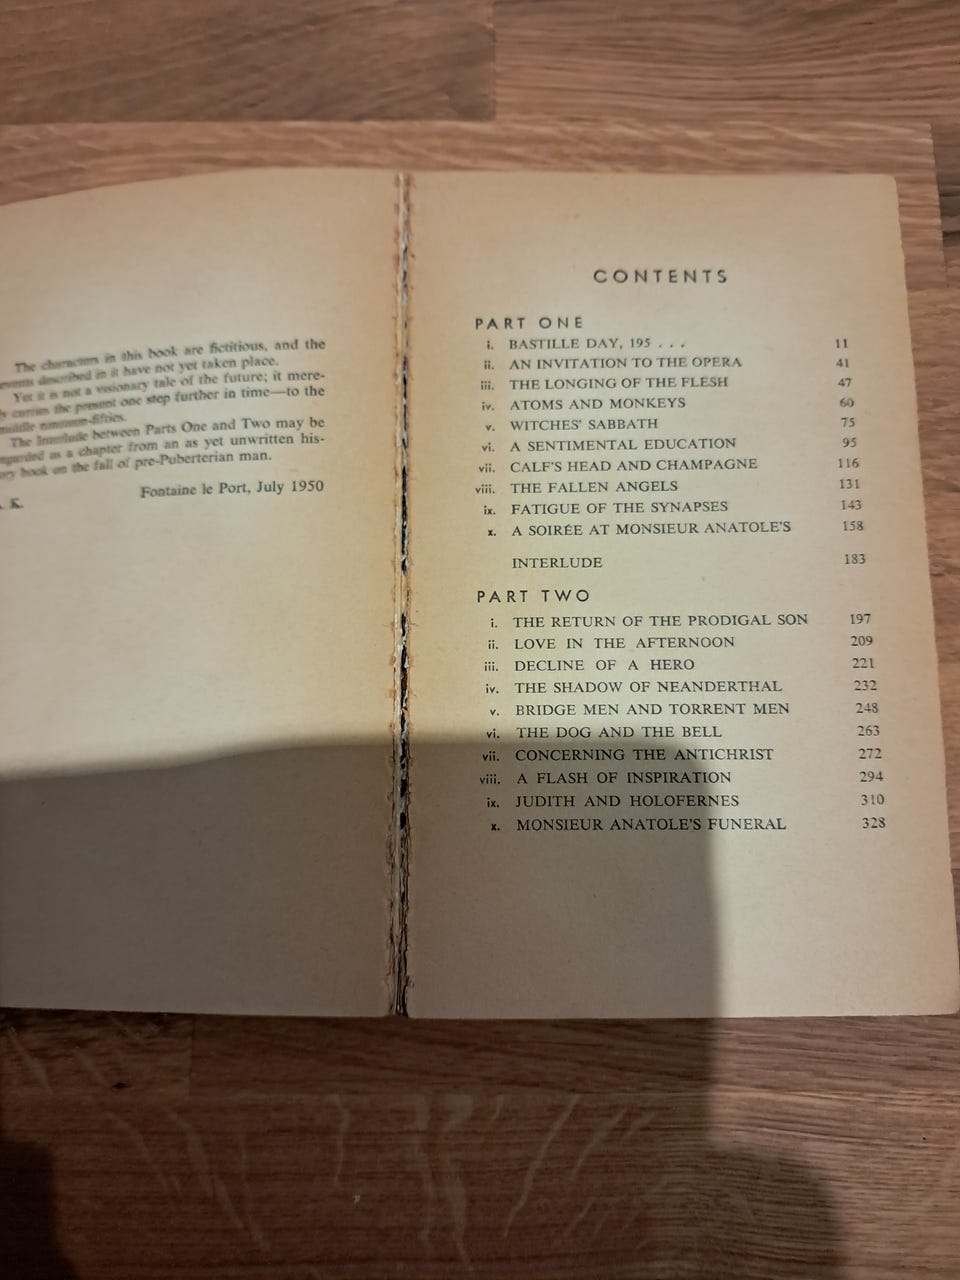 The characters in this book are fictitious, and the
events described in it have not yet taken place.
Yet it is not a visionary tale of the future; it mere-
ly carries the present one step further in time—to the
middle nineteen-fifties.
The Interlude between Parts One and Two may be
regarded as a chapter from an as yet unwritten his-
tory book on the fall of pre-Puberterian man.
. K. Fontaine le Port, July 1950
CONTENTS
PART ONE
i. BASTILLE DAY, 195 . . . 11
ii. AN INVITATION TO THE OPERA 41
iii. THE LONGING OF THE FLESH 47
iv. ATOMS AND MONKEYS 60
v. WITCHES' SABBATH 75
vi. A SENTIMENTAL EDUCATION 95
vii. CALF'S HEAD AND CHAMPAGNE 116
viii. THE FALLEN ANGELS 131
ix. FATIGUE OF THE SYNAPSES 143
x. A SOIRÉE AT MONSIEUR ANATOLE'S 158
INTERLUDE 183
PART TWO
i. THE RETURN OF THE PRODIGAL SON 197
ii. LOVE IN THE AFTERNOON 209
iii. DECLINE OF A HERO 221
iv. THE SHADOW OF NEANDERTHAL 232
v. BRIDGE MEN AND TORRENT MEN 248
vi. THE DOG AND THE BELL 263
vii. CONCERNING THE ANTICHRIST 272
viii. A FLASH OF INSPIRATION 294
ix. JUDITH AND HOLOFERNES 310
x. MONSIEUR ANATOLE'S FUNERAL 328